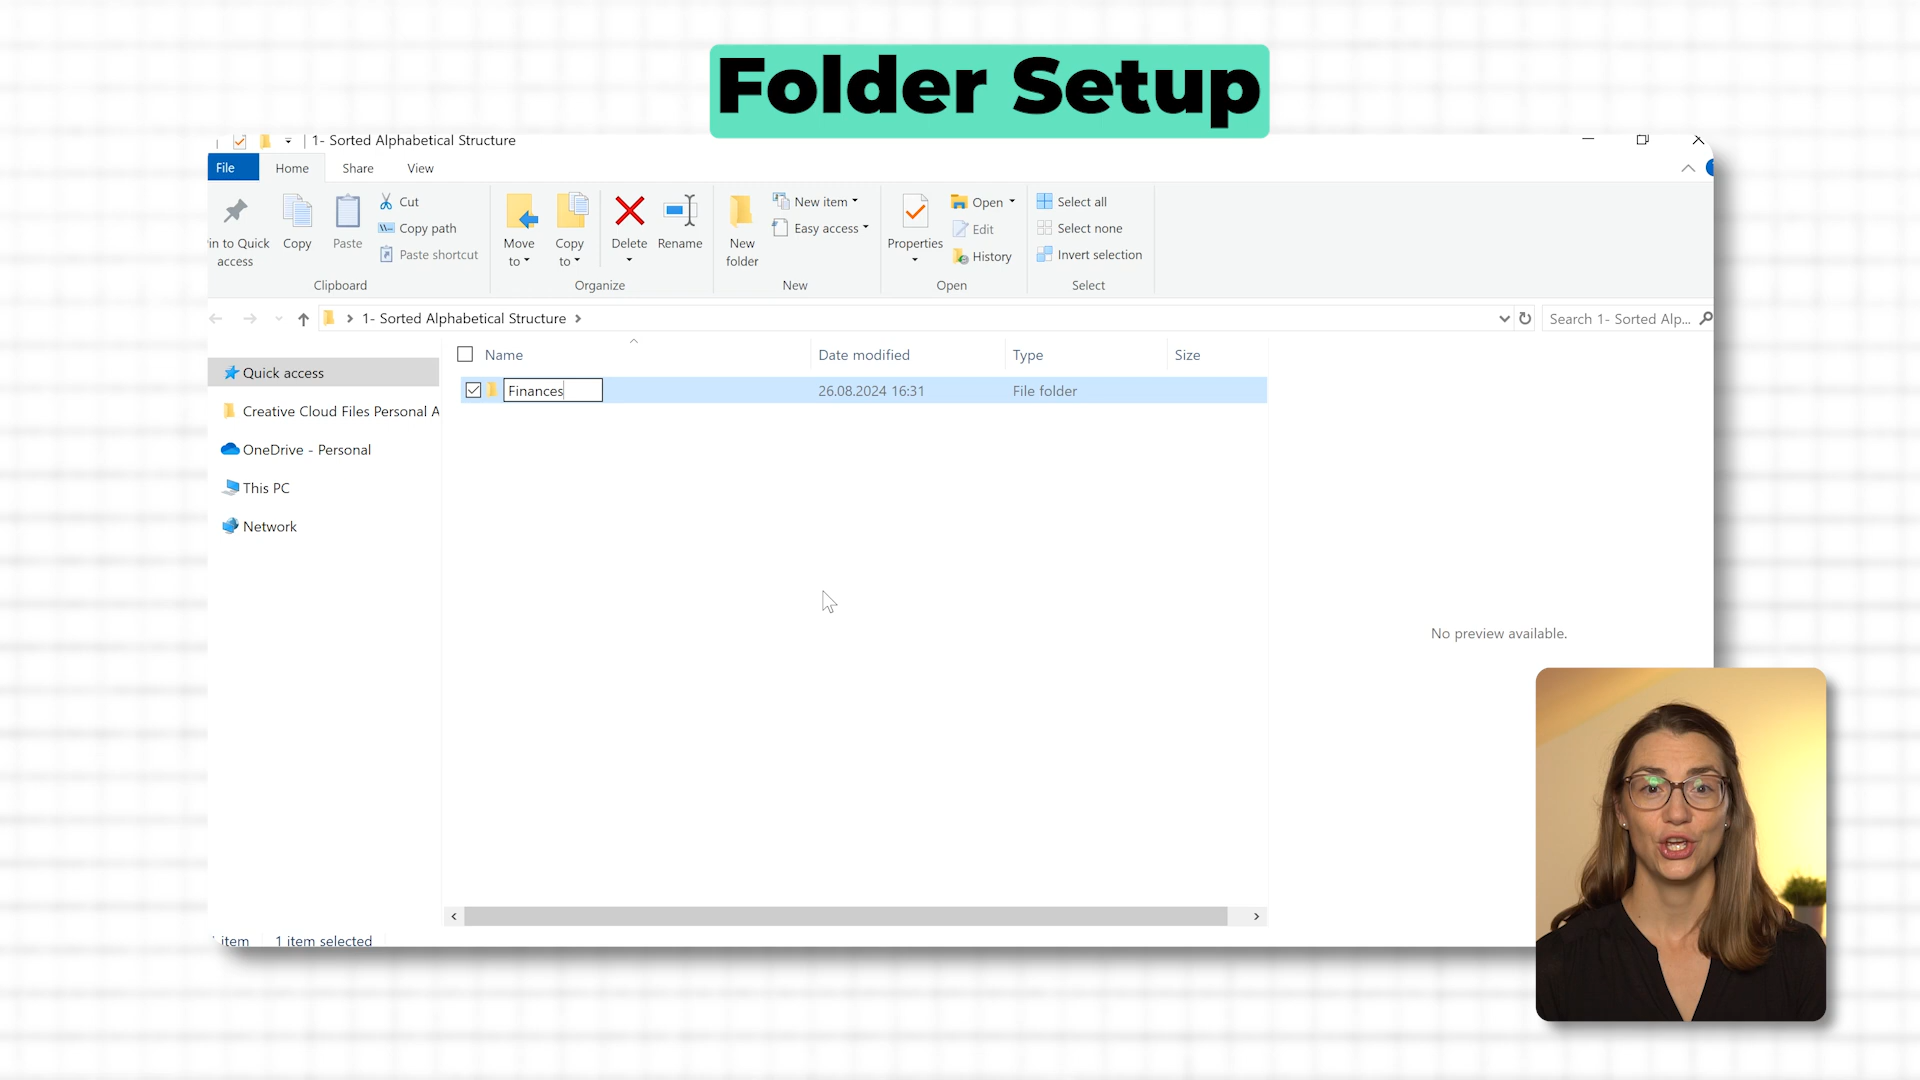 Folder Setup
1- Sorted Alphabetical Structure
File Home Share View
in to Quick access
Copy
Paste
Cut
Copy path
Paste shortcut
Clipboard
Move to
Copy to
Delete
Rename
Organize
New folder
New item
Easy access
New
Properties
Open
Edit
History
Open
Select all
Select none
Invert selection
Select
1- Sorted Alphabetical Structure
Search 1- Sorted Alp...
Quick access
Creative Cloud Files Personal A
OneDrive - Personal
This PC
Network
Name Date modified Type Size
Finances 26.08.2024 16:31 File folder
No preview available.
item 1 item selected